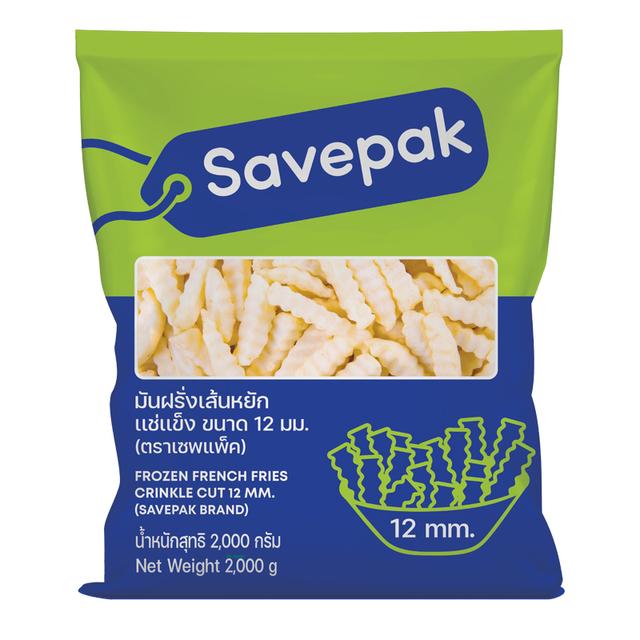 Savepak
มันฝรั่งเส้นหยัก
แช่แข็ง ขนาด 12 มม.
(ตราเซพแพ็ค)
FROZEN FRENCH FRIES
CRINKLE CUT 12 MM.
(SAVEPAK BRAND)
12 mm.
น้ำหนักสุทธิ 2,000 กรัม
Net Weight 2,000 g